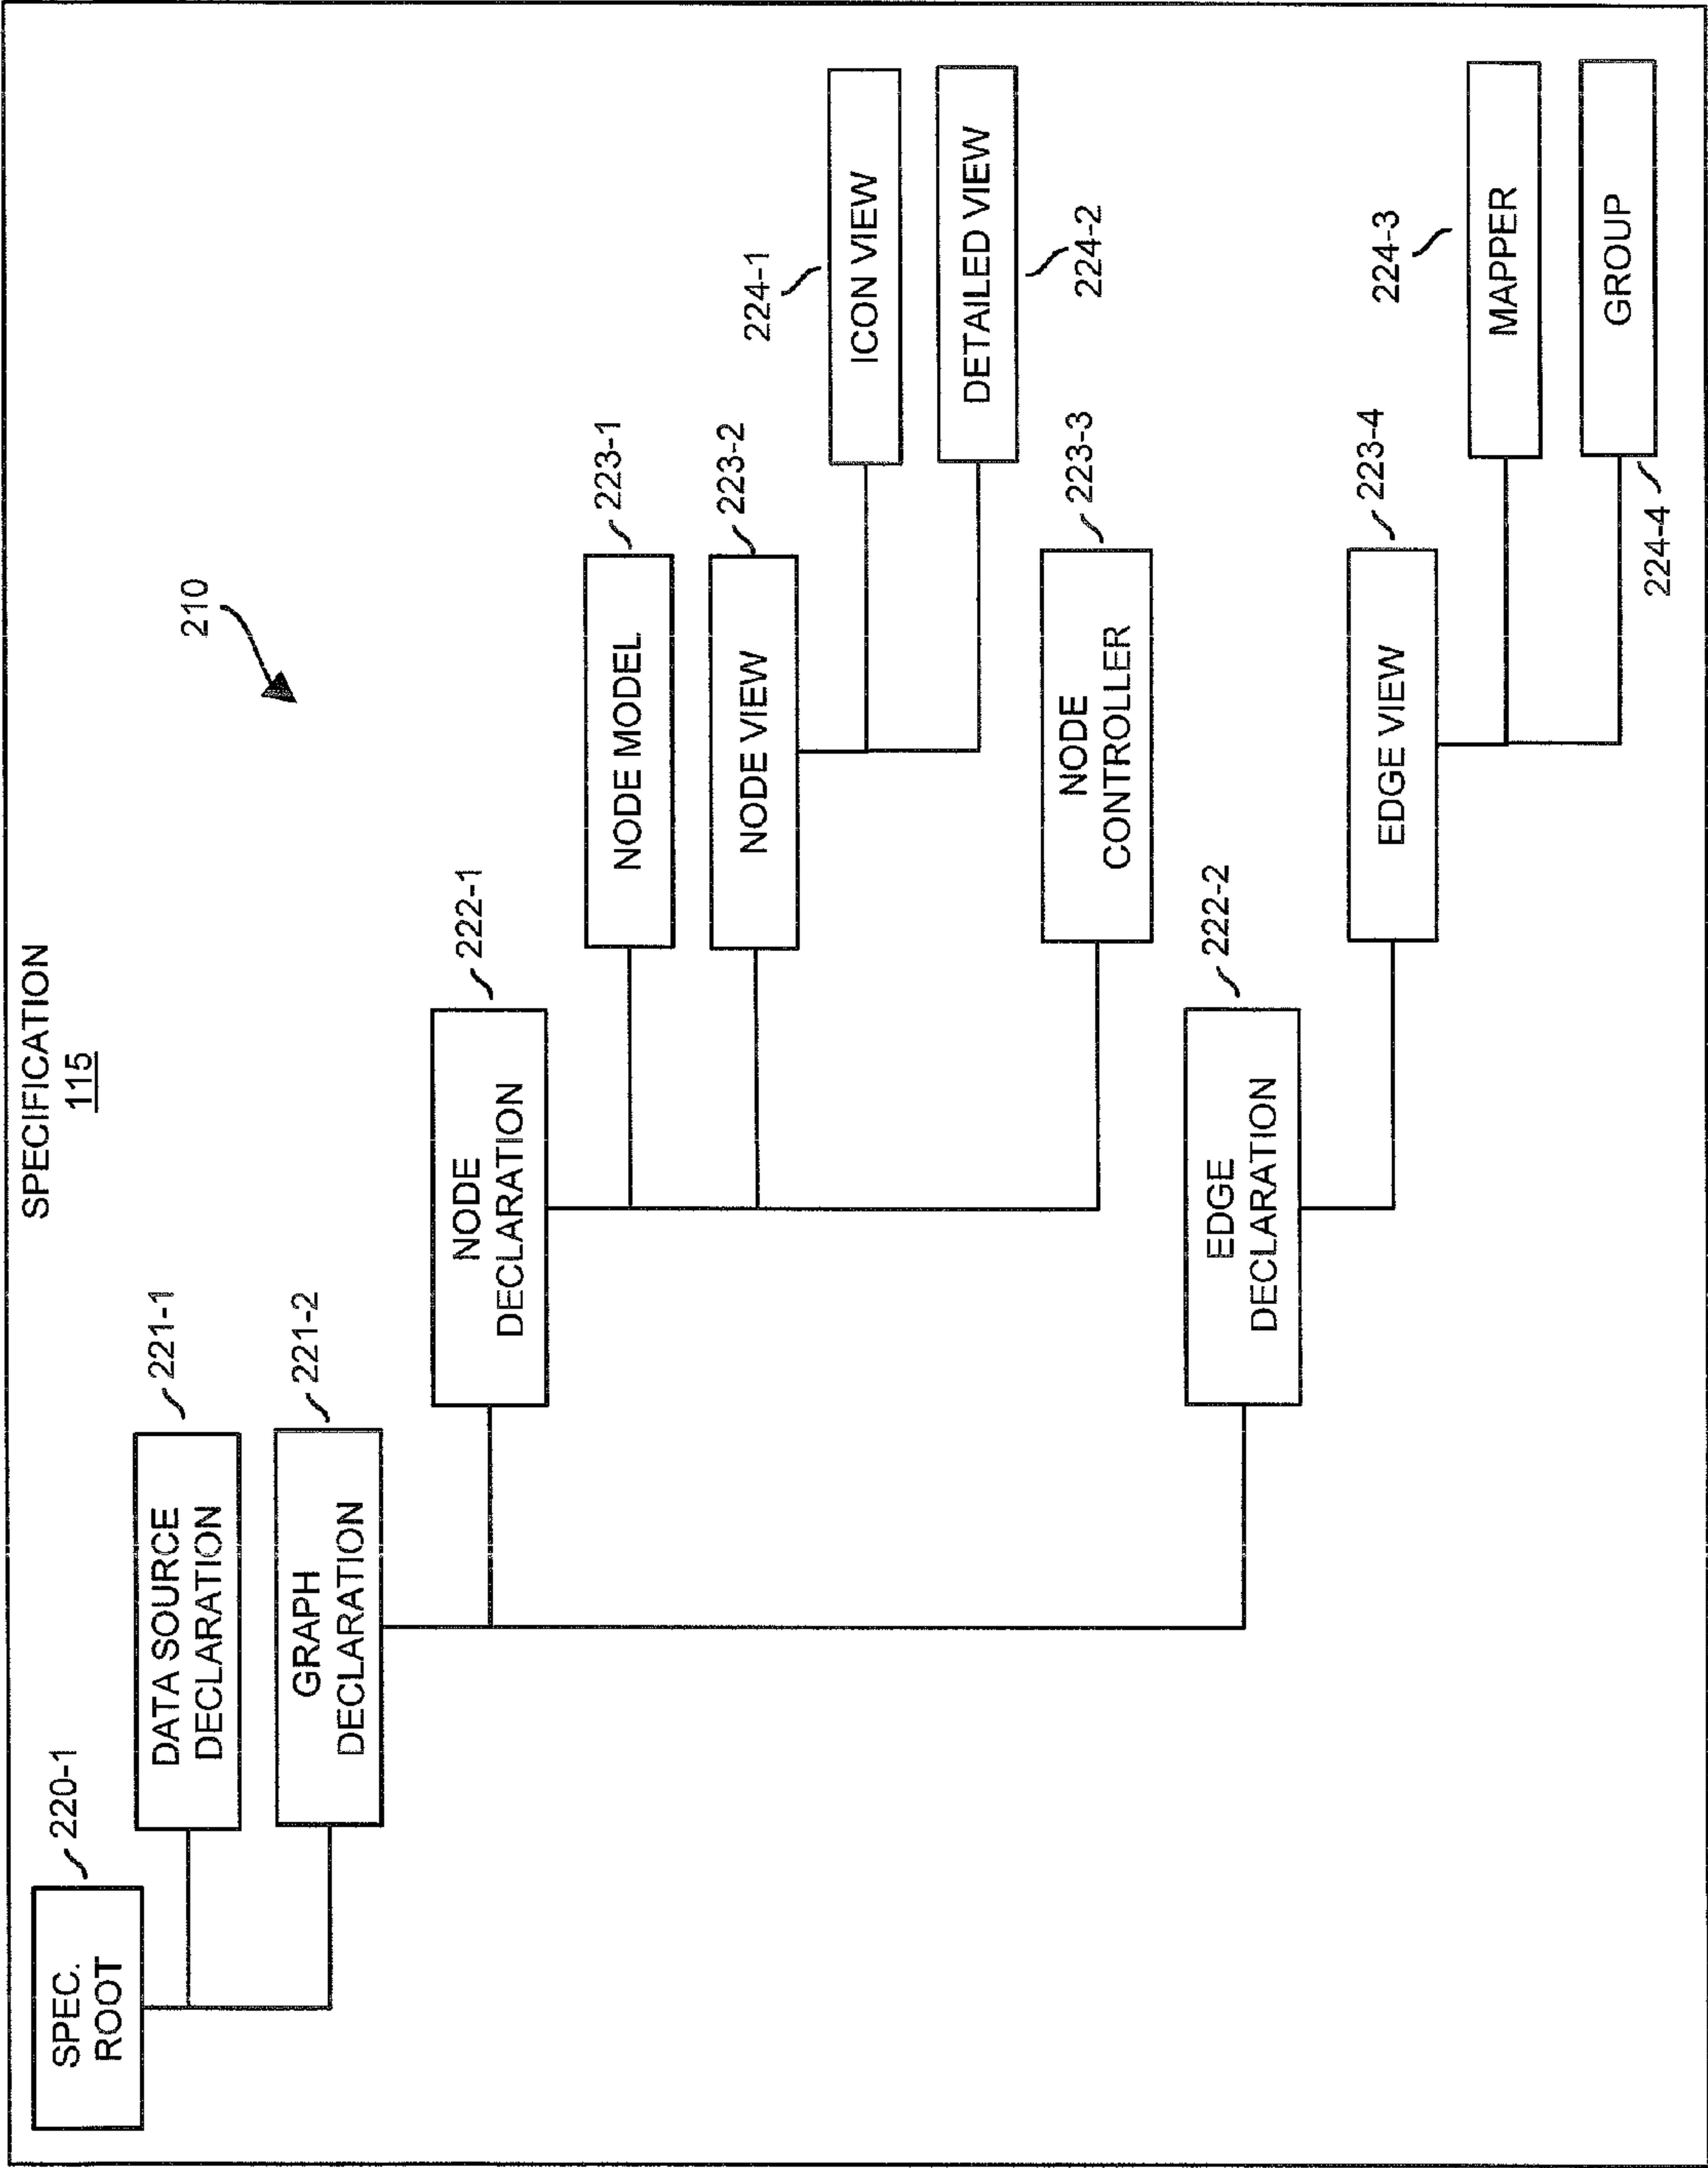 SPECIFICATION
115
210
SPEC.
ROOT
220-1
DATA SOURCE
DECLARATION
221-1
GRAPH
DECLARATION
221-2
NODE
DECLARATION
222-1
NODE MODEL
223-1
NODE VIEW
223-2
224-1
ICON VIEW
DETAILED VIEW
224-2
NODE
CONTROLLER
223-3
EDGE
DECLARATION
222-2
EDGE VIEW
223-4
224-3
MAPPER
GROUP
224-4